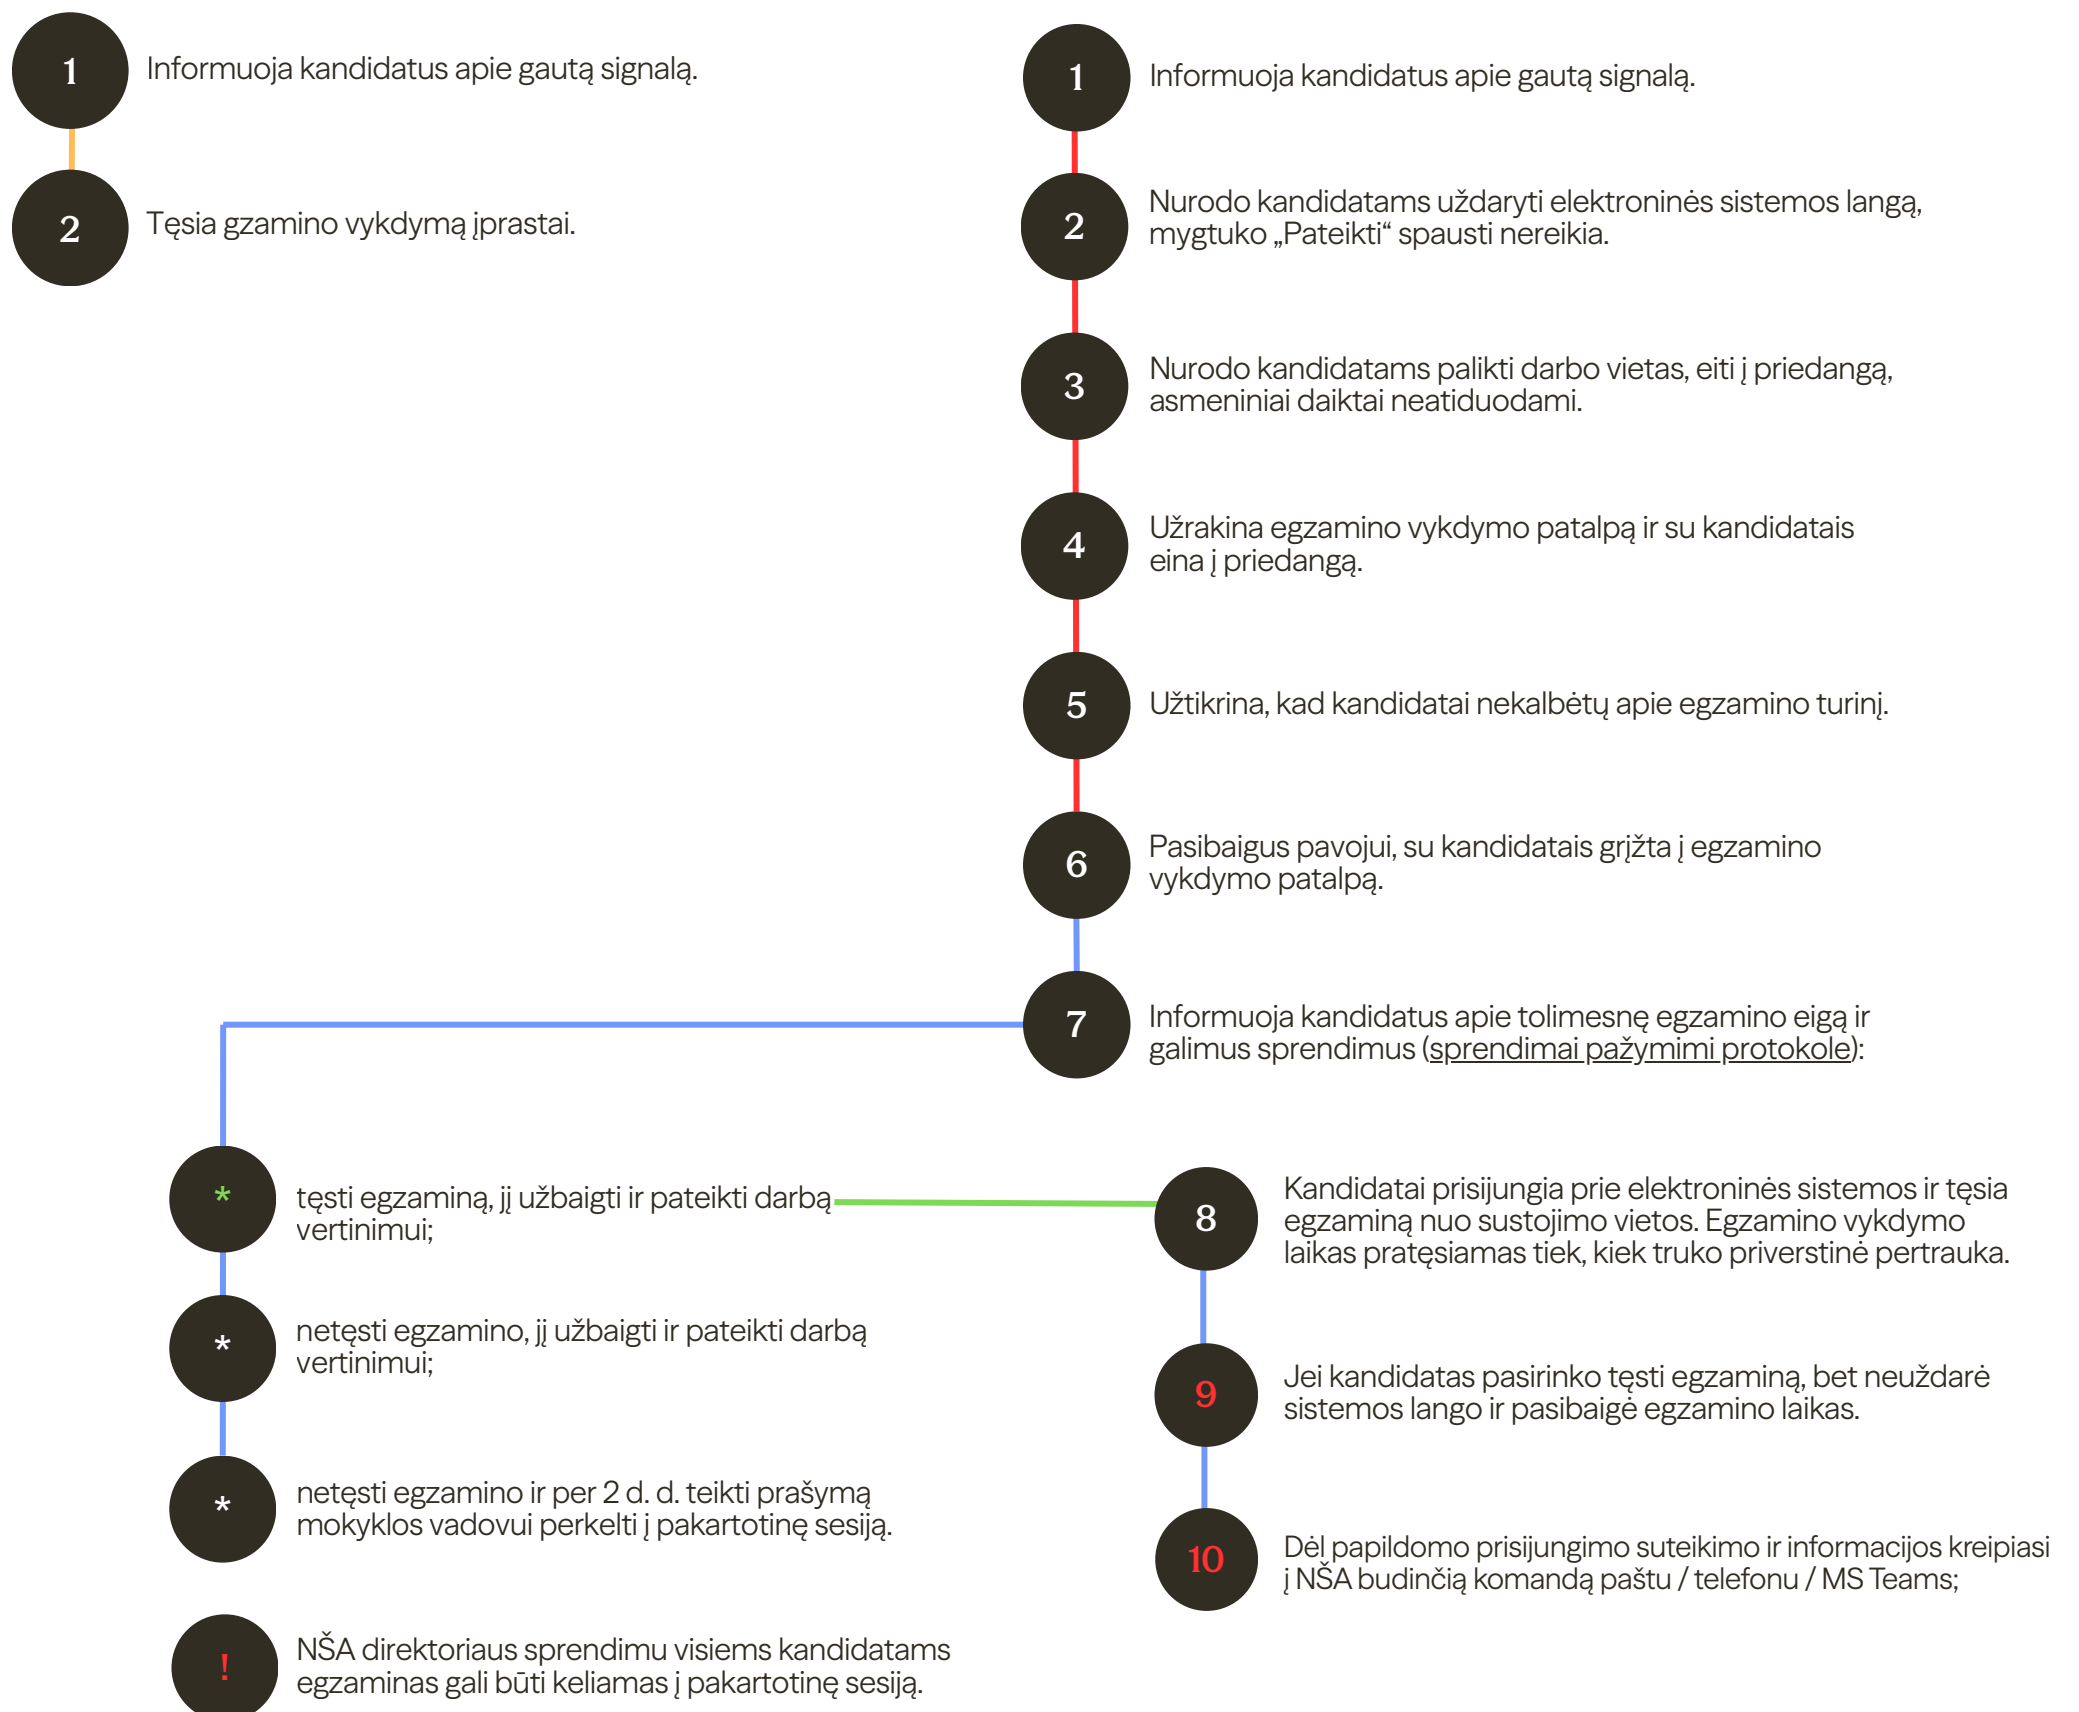 1
Informuoja kandidatus apie gautą signalą.
2
Tęsia gzamino vykdymą įprastai.
1
Informuoja kandidatus apie gautą signalą.
2
Nurodo kandidatams uždaryti elektroninės sistemos langą,
mygtuko „Pateikti“ spausti nereikia.
3
Nurodo kandidatams palikti darbo vietas, eiti į priedangą,
asmeniniai daiktai neatiduodami.
4
Užrakina egzamino vykdymo patalpą ir su kandidatais
eina į priedangą.
5
Užtikrina, kad kandidatai nekalbėtų apie egzamino turinį.
6
Pasibaigus pavojui, su kandidatais grįžta į egzamino
vykdymo patalpą.
7
Informuoja kandidatus apie tolimesnę egzamino eigą ir
galimus sprendimus (sprendimai pažymimi protokole):
*
tęsti egzaminą, jį užbaigti ir pateikti darbą
vertinimui;
*
netęsti egzamino, jį užbaigti ir pateikti darbą
vertinimui;
*
netęsti egzamino ir per 2 d. d. teikti prašymą
mokyklos vadovui perkelti į pakartotinę sesiją.
!
NŠA direktoriaus sprendimu visiems kandidatams
egzaminas gali būti keliamas į pakartotinę sesiją.
8
Kandidatai prisijungia prie elektroninės sistemos ir tęsia
egzaminą nuo sustojimo vietos. Egzamino vykdymo
laikas pratęsiamas tiek, kiek truko priverstinė pertrauka.
9
Jei kandidatas pasirinko tęsti egzaminą, bet neuždarė
sistemos lango ir pasibaigė egzamino laikas.
10
Dėl papildomo prisijungimo suteikimo ir informacijos kreipiasi
į NŠA budinčią komandą paštu / telefonu / MS Teams;